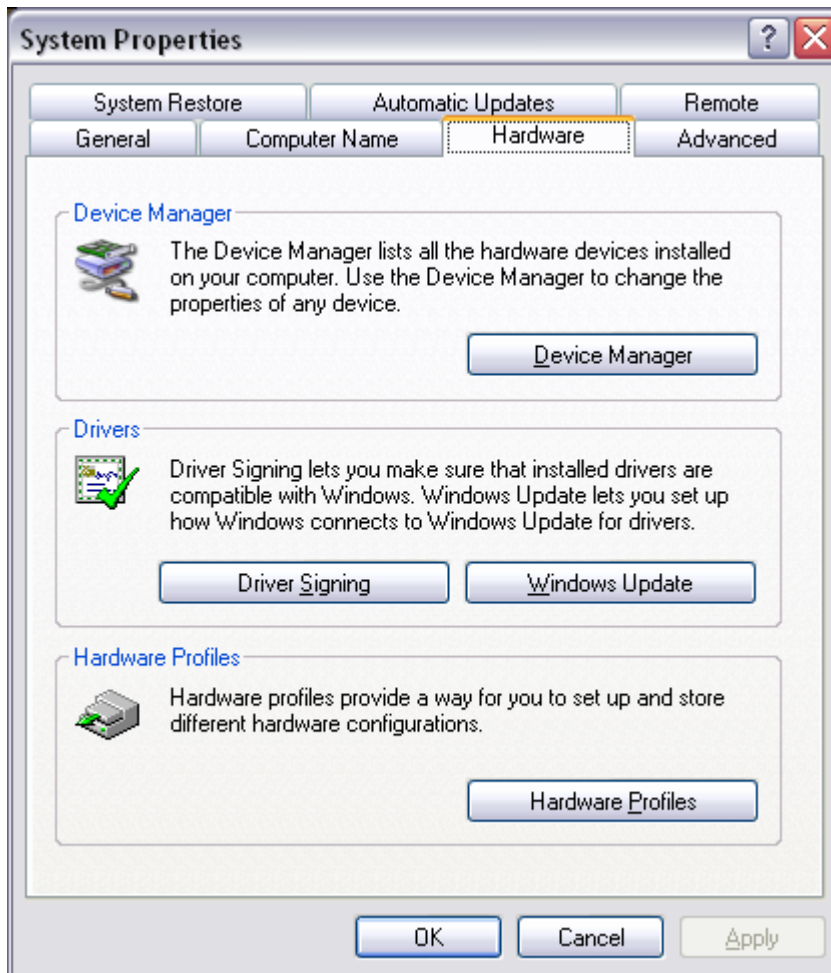 System Properties
System Restore Automatic Updates Remote
General Computer Name Hardware Advanced
Device Manager
The Device Manager lists all the hardware devices installed
on your computer. Use the Device Manager to change the
properties of any device.
Device Manager
Drivers
Driver Signing lets you make sure that installed drivers are
compatible with Windows. Windows Update lets you set up
how Windows connects to Windows Update for drivers.
Driver Signing Windows Update
Hardware Profiles
Hardware profiles provide a way for you to set up and store
different hardware configurations.
Hardware Profiles
OK Cancel Apply